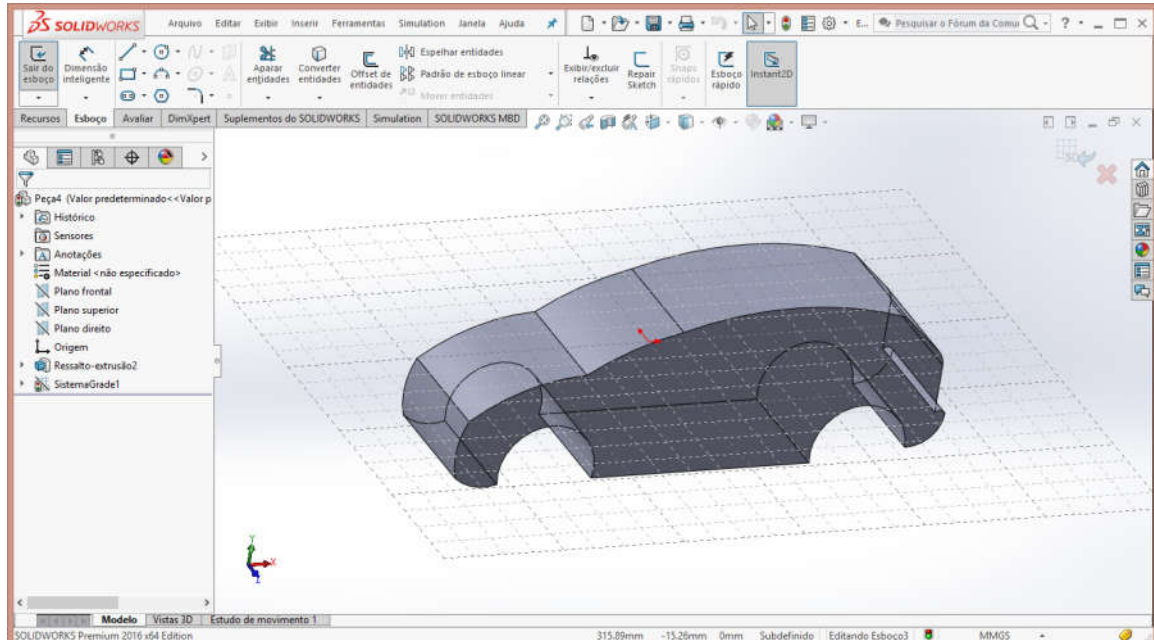 SOLIDWORKS Arquivo Editar Exibir Inserir Ferramentas Simulation Janela Ajuda E... Pesquisar o Fórum da Comu ?
Sair do esboço
Dimensão inteligente
Aparar entidades
Converter entidades
Offset de entidades
Espelhar entidades
Padrão de esboço linear
Mover entidades
Exibir/excluir relações
Repair Sketch
Snaps rápidos
Esboço rápido
Instant2D
Recursos Esboço Avaliar DimXpert Suplementos do SOLIDWORKS Simulation SOLIDWORKS MBD
3D
Peça4 (Valor predeterminado<<Valor p
Histórico
Sensores
A Anotações
Material <não especificado>
Plano frontal
Plano superior
Plano direito
Origem
Ressalto-extrusão2
SistemaGrade1
Y
X
Z
Modelo Vistas 3D Estudo de movimento 1
SOLIDWORKS Premium 2016 x64 Edition 315.89mm -15.26mm 0mm Subdefinido Editando Esboço3 MMGS